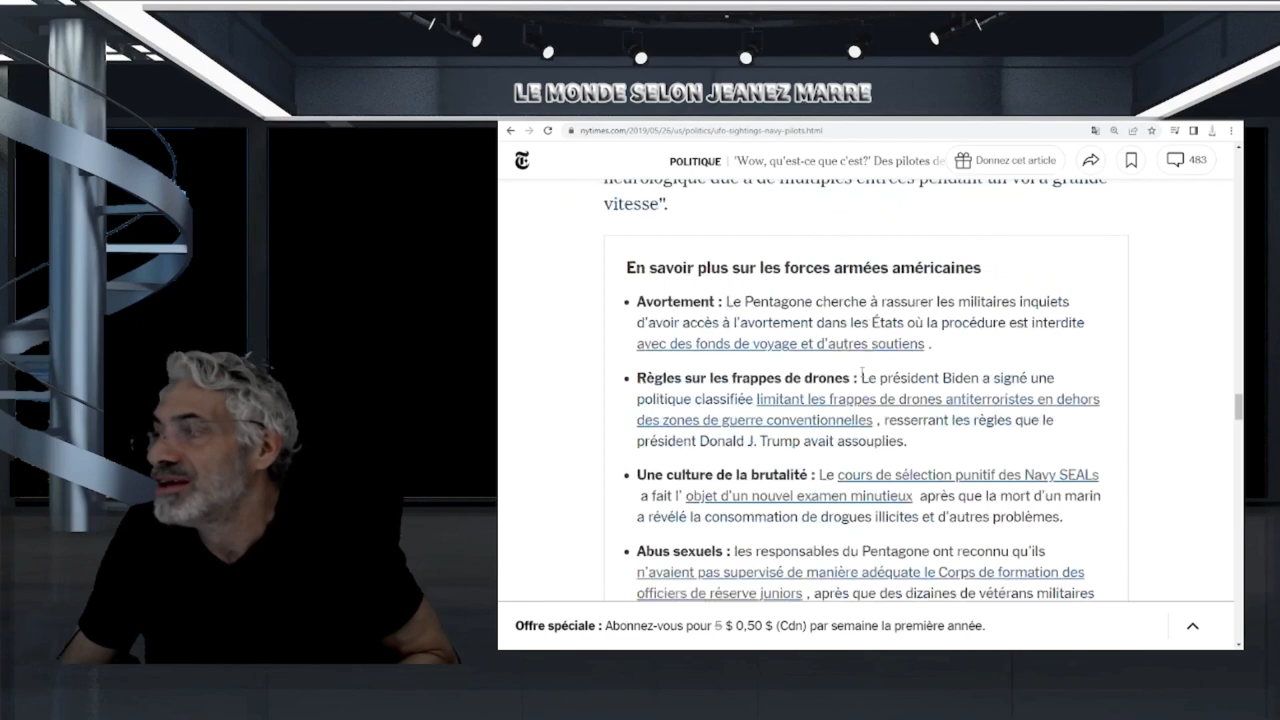 LE MONDE SELON JEANEZ MARRE
nytimes.com/2019/05/26/us/politics/ufo-sightings-navy-pilots.html
POLITIQUE | 'Wow, qu'est-ce que c'est?' Des pilotes de
Donnez cet article
483
neurologique due à de multiples entrées pendant un vol à grande
vitesse".
En savoir plus sur les forces armées américaines
• Avortement : Le Pentagone cherche à rassurer les militaires inquiets
d'avoir accès à l'avortement dans les États où la procédure est interdite
avec des fonds de voyage et d'autres soutiens .
• Règles sur les frappes de drones : Le président Biden a signé une
politique classifiée limitant les frappes de drones antiterroristes en dehors
des zones de guerre conventionnelles , resserrant les règles que le
président Donald J. Trump avait assouplies.
• Une culture de la brutalité : Le cours de sélection punitif des Navy SEALs
a fait l' objet d'un nouvel examen minutieux après que la mort d'un marin
a révélé la consommation de drogues illicites et d'autres problèmes.
• Abus sexuels : les responsables du Pentagone ont reconnu qu'ils
n'avaient pas supervisé de manière adéquate le Corps de formation des
officiers de réserve juniors , après que des dizaines de vétérans militaires
Offre spéciale : Abonnez-vous pour 5 $ 0,50 $ (Cdn) par semaine la première année.